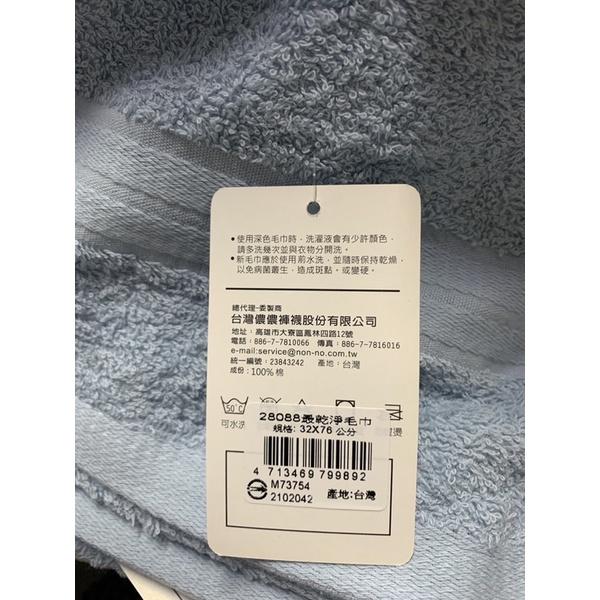 •使用深色毛巾時，洗濯液會有少許顏色，
請多洗幾次並與衣物分開洗。
•新毛巾應於使用前水洗，並隨時保持乾燥，
以免病菌叢生，造成斑點。或變硬。
總代理-委製商
台灣儂儂褲襪股份有限公司
地址：高雄市大寮區鳳林四路12號
電話：886-7-7810066 傳真：886-7-7816016
e-mail:service@non-no.com.tw
統一編號：23843242 產地：台灣
成份：100%棉
50°C
可水洗
燙
28088最乾淨毛巾
規格: 32X76 公分
4 713469 799892
M73754
2102042
產地:台灣